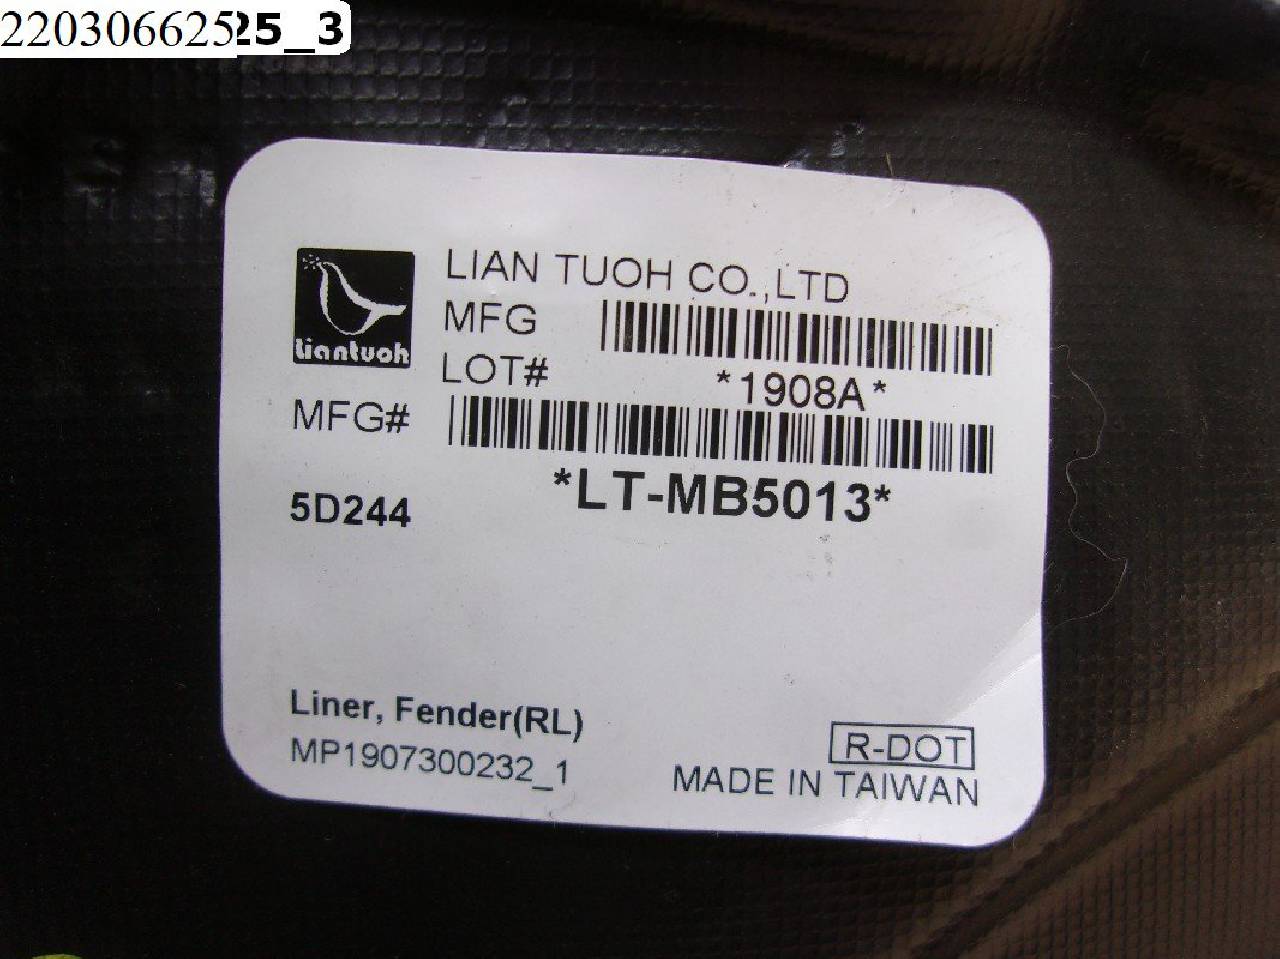 220306625
25_3
LIAN TUOH CO.,LTD
liantuoh
MFG
LOT#
*1908A*
MFG#
*LT-MB5013*
5D244
Liner, Fender(RL)
MP1907300232_1
R-DOT
MADE IN TAIWAN